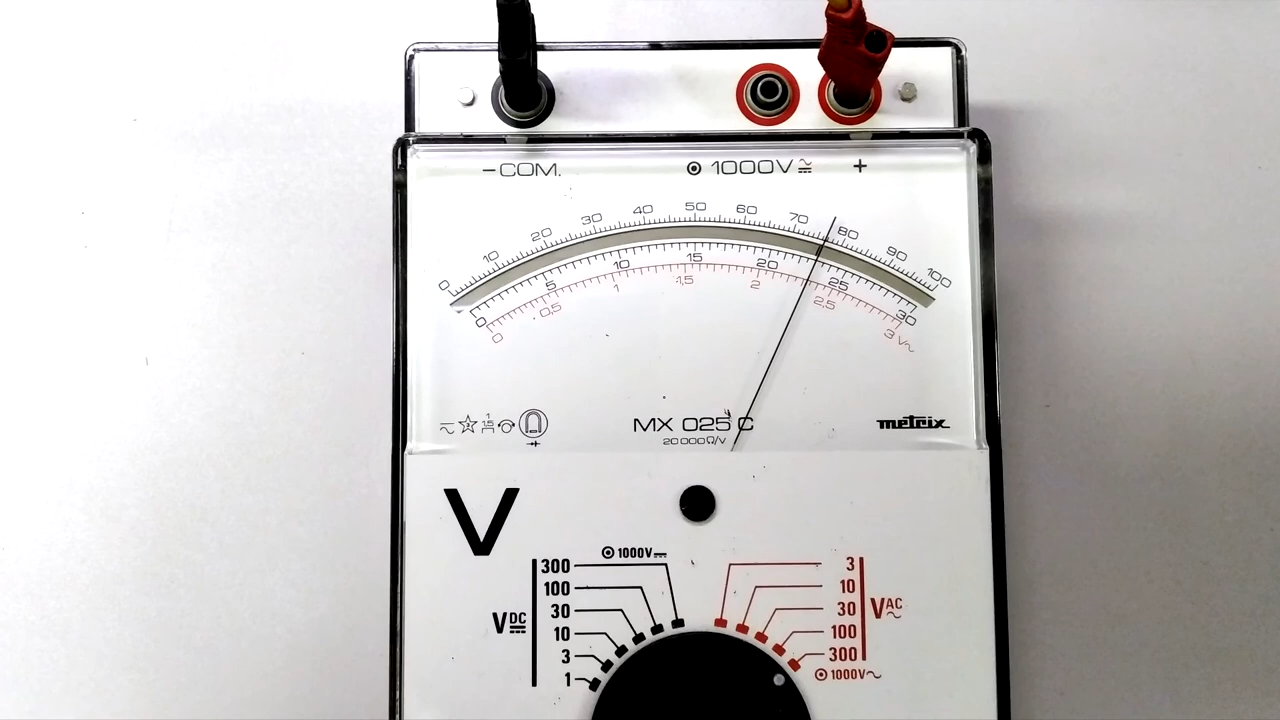 −COM. ⊙ 1000V≂ +
0 10 20 30 40 50 60 70 80 90 100
0 5 10 15 20 25 30
0 0,5 1 1,5 2 2,5 3 V~
MX 025 C
20 000Ω/V
metrix
V
⊙ 1000V⎓
300
100
30
10
3
1
V DC
3
10
30
100
300
⊙ 1000V~
V AC